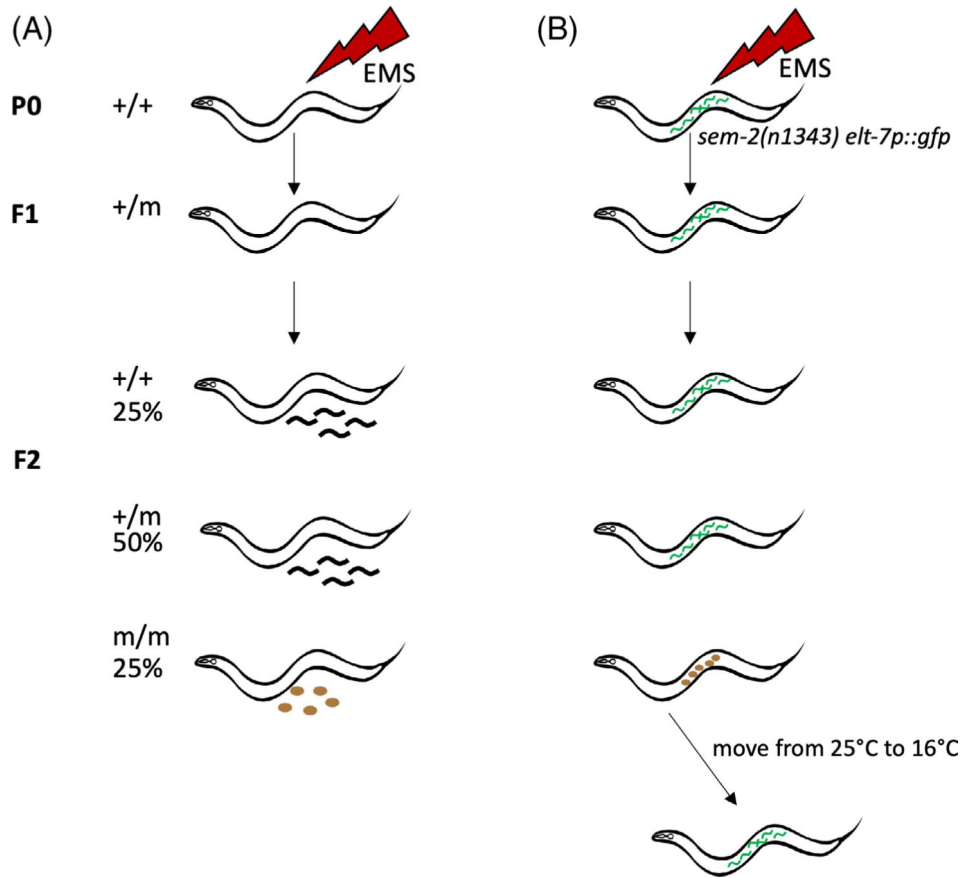 (A)
(B)
EMS
EMS
P0
+/+
sem-2(n1343) elt-7p::gfp
F1
+/m
+/+
25%
F2
+/m
50%
m/m
25%
move from 25°C to 16°C